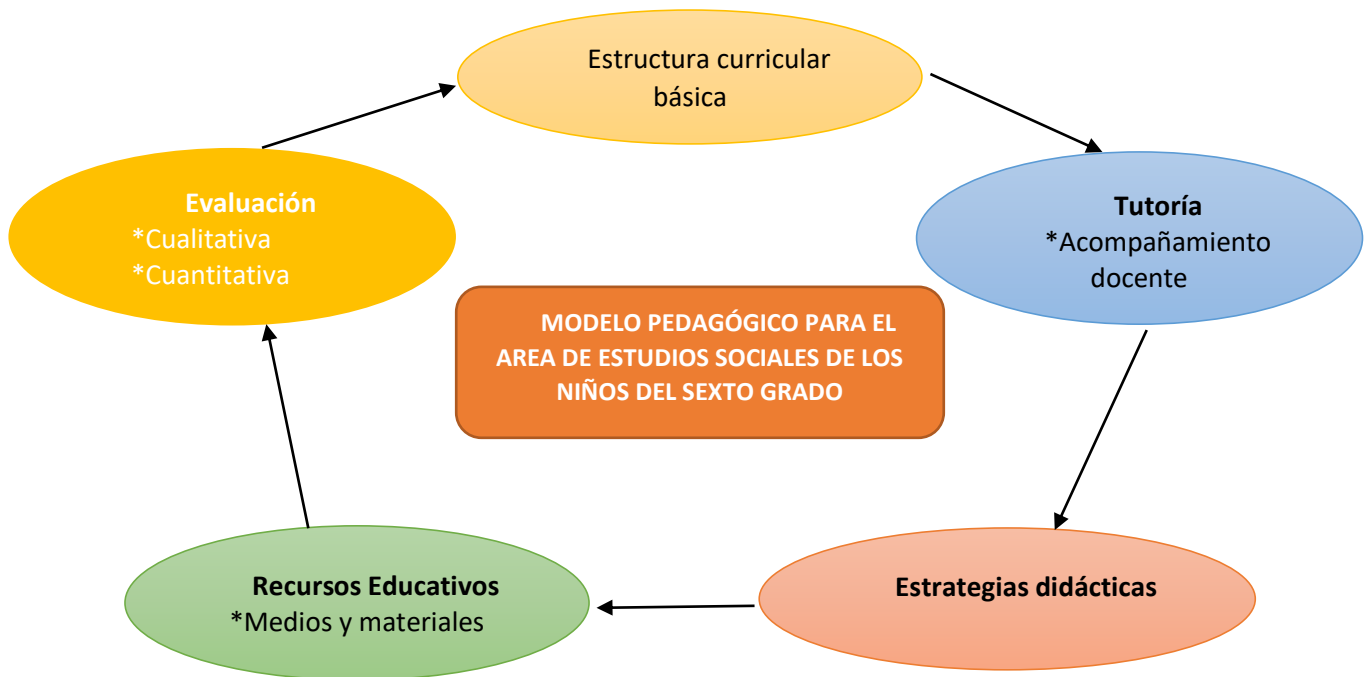 Estructura curricular
básica
Evaluación
*Cualitativa
*Cuantitativa
Tutoría
*Acompañamiento
docente
MODELO PEDAGÓGICO PARA EL
AREA DE ESTUDIOS SOCIALES DE LOS
NIÑOS DEL SEXTO GRADO
Recursos Educativos
*Medios y materiales
Estrategias didácticas